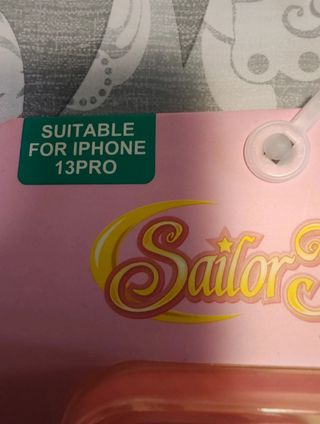 SUITABLE
FOR IPHONE
13PRO
Sailor